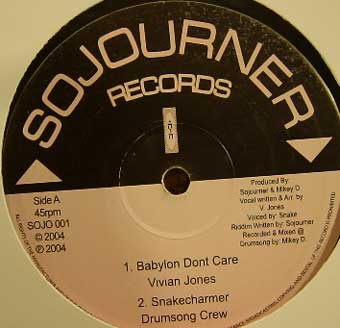 SOJOURNER
RECORDS
Side A
45rpm
SOJO 001
© 2004
℗ 2004
Produced By:
Sojourner & Mikey D.
Vocal written & Arr. by
V. Jones
Voiced by: Snake
Riddim Written by: Sojourner
Recorded & Mixed @
Drumsong by: Mikey D.
1. Babylon Dont Care
Vivian Jones
2. Snakecharmer
Drumsong Crew